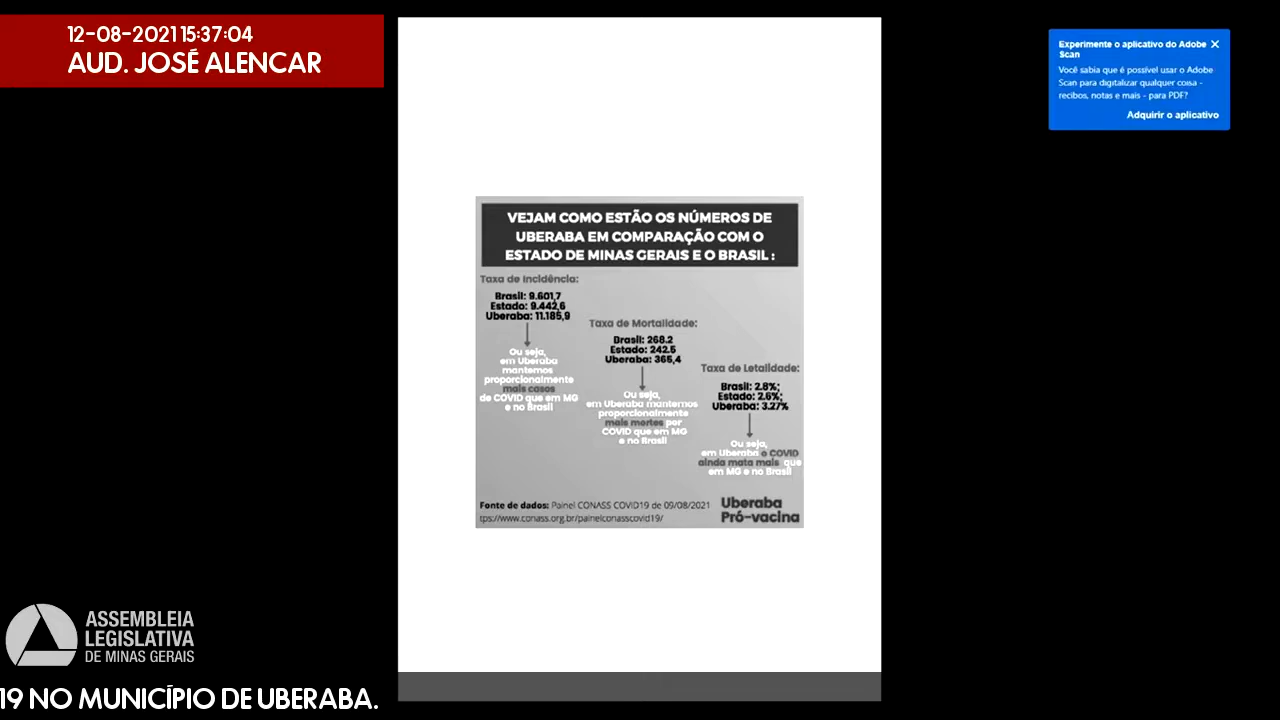 12-08-2021 15:37:04
AUD. JOSÉ ALENCAR
Experimente o aplicativo do Adobe
Scan
Você sabia que é possível usar o Adobe
Scan para digitalizar qualquer coisa -
recibos, notas e mais - para PDF?
Adquirir o aplicativo
VEJAM COMO ESTÃO OS NÚMEROS DE
UBERABA EM COMPARAÇÃO COM O
ESTADO DE MINAS GERAIS E O BRASIL :
Taxa de Incidência:
Brasil: 9.601,7
Estado: 9.442,6
Uberaba: 11.185,9
Ou seja,
em Uberaba
mantemos
proporcionalmente
mais casos
de COVID que em MG
e no Brasil
Taxa de Mortalidade:
Brasil: 268.2
Estado: 242.5
Uberaba: 365,4
Ou seja,
em Uberaba mantemos
proporcionalmente
mais mortes por
COVID que em MG
e no Brasil
Taxa de Letalidade:
Brasil: 2.8%;
Estado: 2.6%;
Uberaba: 3.27%
Ou seja,
em Uberaba a COVID
ainda mata mais que
em MG e no Brasil
Fonte de dados: Painel CONASS COVID19 de 09/08/2021
tps://www.conass.org.br/painelconasscovid19/
Uberaba
Pró-vacina
ASSEMBLEIA
LEGISLATIVA
DE MINAS GERAIS
19 NO MUNICÍPIO DE UBERABA.